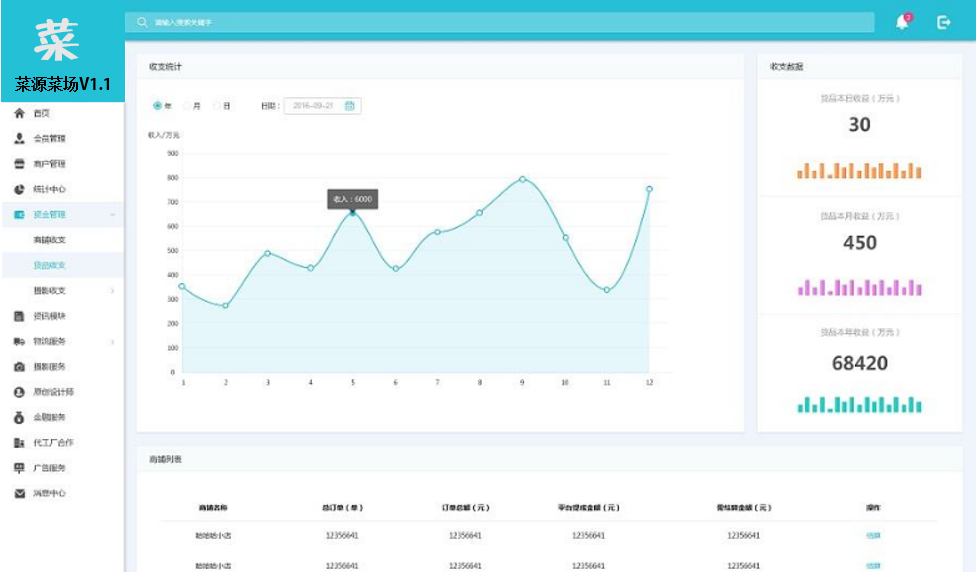 菜
菜源菜场V1.1
请输入搜索关键字
2
首页
会员管理
商户管理
统计中心
资金管理
商铺收支
货品收支
摄影收支
资讯模块
物流服务
摄影服务
原创设计师
金融服务
代工厂合作
广告服务
消息中心
收支统计
年 月 日 日期： 2016-09-21
收入/万元
900
800
700
600
500
400
300
200
100
0
收入：6000
1 2 3 4 5 6 7 8 9 10 11 12
收支数据
货品本日收益（万元）
30
货品本月收益（万元）
450
货品本年收益（万元）
68420
商铺列表
商铺名称 总订单（单） 订单总额（元） 平台提成金额（元） 需结算金额（元） 操作
哈哈哈小店 12356641 12356641 12356641 12356641 结算
哈哈哈小店 12356641 12356641 12356641 12356641 结算